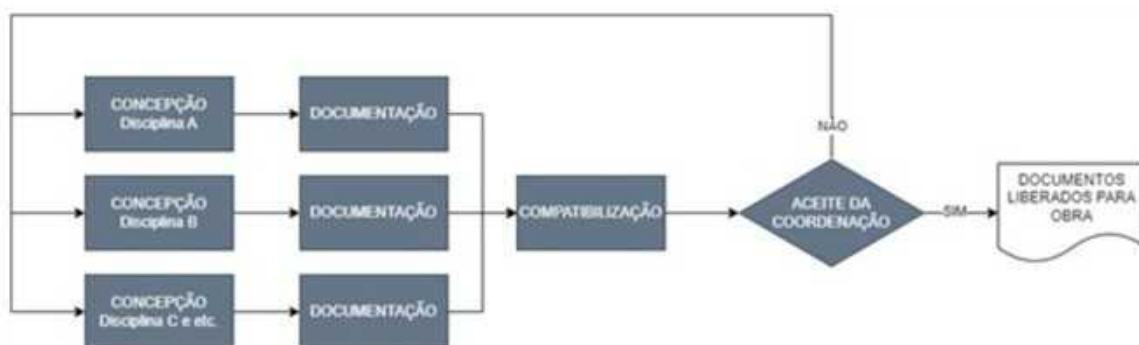 CONCEPÇÃO
Disciplina A
DOCUMENTAÇÃO
NÃO
CONCEPÇÃO
Disciplina B
DOCUMENTAÇÃO
COMPATIBILIZAÇÃO
ACEITE DA
COORDENAÇÃO
SIM
DOCUMENTOS
LIBERADOS PARA
OBRA
CONCEPÇÃO
Disciplina C e etc.
DOCUMENTAÇÃO